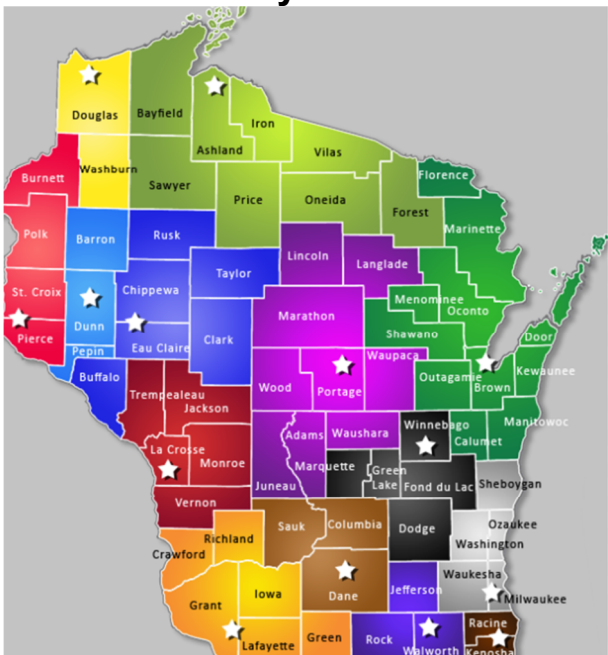 Douglas
Bayfield
Iron
Ashland
Vilas
Washburn
Burnett
Sawyer
Price
Oneida
Forest
Florence
Marinette
Polk
Barron
Rusk
Lincoln
Langlade
Taylor
St. Croix
Dunn
Chippewa
Marathon
Menominee
Oconto
Pierce
Pepin
Eau Claire
Clark
Shawano
Door
Waupaca
Kewaunee
Buffalo
Wood
Portage
Outagamie
Brown
Trempealeau
Jackson
Adams
Waushara
Winnebago
Calumet
Manitowoc
La Crosse
Monroe
Juneau
Marquette
Green
Lake
Fond du Lac
Sheboygan
Vernon
Sauk
Columbia
Dodge
Ozaukee
Washington
Richland
Crawford
Grant
Iowa
Dane
Jefferson
Waukesha
Milwaukee
Lafayette
Green
Rock
Walworth
Racine
Kenosha